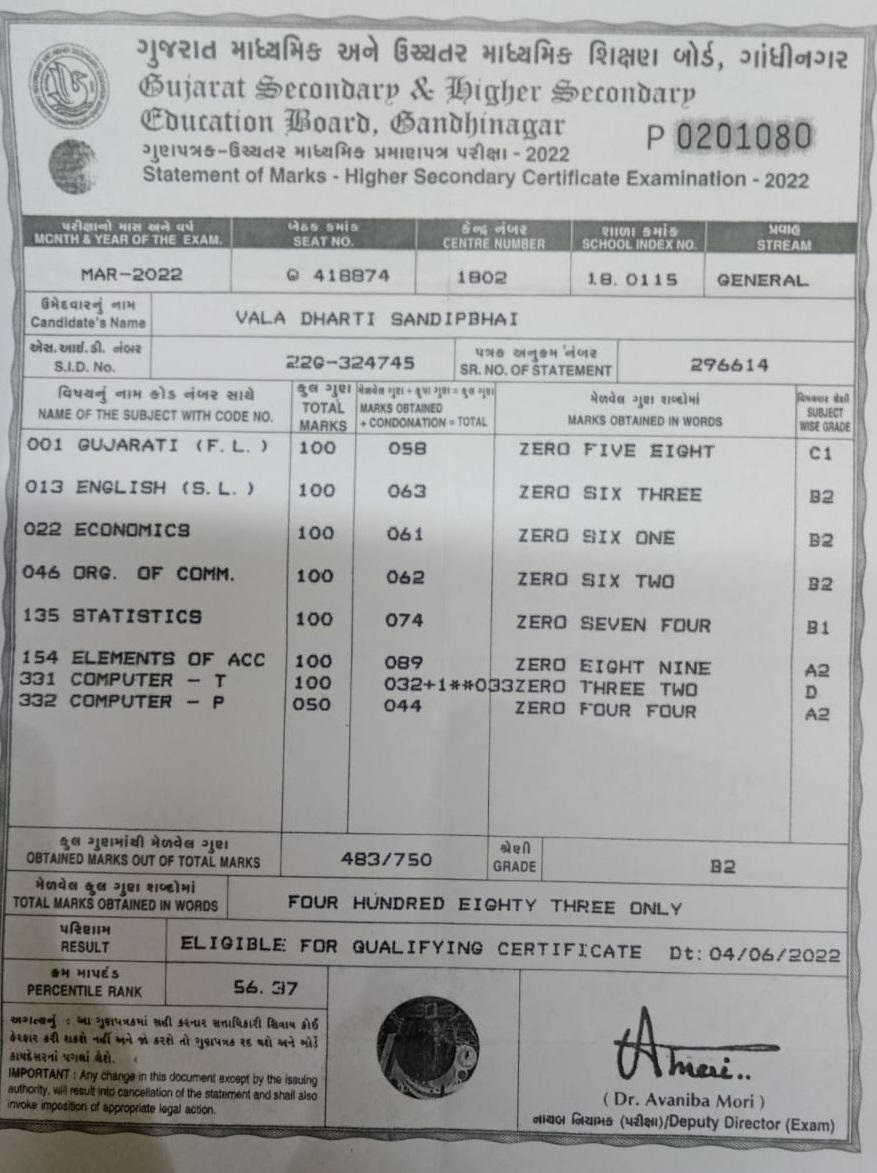 ગુજરાત માધ્યમિક અને ઉચ્ચતર માધ્યમિક શિક્ષણ બોર્ડ, ગાંધીનગર
Gujarat Secondary & Higher Secondary
Education Board, Gandhinagar
P 0201080
ગુણપત્રક-ઉચ્ચતર માધ્યમિક પ્રમાણપત્ર પરીક્ષા - 2022
Statement of Marks - Higher Secondary Certificate Examination - 2022
પરીક્ષાનો માસ અને વર્ષ બેઠક ક્રમાંક કેન્દ્ર નંબર શાળા ક્રમાંક પ્રવાહ
MONTH & YEAR OF THE EXAM. SEAT NO. CENTRE NUMBER SCHOOL INDEX NO. STREAM
MAR-2022 G 418874 1802 18.0115 GENERAL
ઉમેદવારનું નામ
Candidate's Name VALA DHARTI SANDIPBHAI
એસ.આઈ.ડી. નંબર પત્રક અનુક્રમ નંબર
S.I.D. No. 22G-324745 SR. NO. OF STATEMENT 296614
વિષયનું નામ કોડ નંબર સાથે કુલ ગુણ મેળવેલ ગુણ + કૃપા ગુણ = કુલ ગુણ મેળવેલ ગુણ શબ્દોમાં વિષયવાર શ્રેણી
NAME OF THE SUBJECT WITH CODE NO. TOTAL MARKS MARKS OBTAINED + CONDONATION = TOTAL MARKS OBTAINED IN WORDS SUBJECT WISE GRADE
001 GUJARATI (F.L.) 100 058 ZERO FIVE EIGHT C1
013 ENGLISH (S.L.) 100 063 ZERO SIX THREE B2
022 ECONOMICS 100 061 ZERO SIX ONE B2
046 ORG. OF COMM. 100 062 ZERO SIX TWO B2
135 STATISTICS 100 074 ZERO SEVEN FOUR B1
154 ELEMENTS OF ACC 100 089 ZERO EIGHT NINE A2
331 COMPUTER - T 100 032+1**033 ZERO THREE TWO D
332 COMPUTER - P 050 044 ZERO FOUR FOUR A2
કુલ ગુણમાંથી મેળવેલ ગુણ શ્રેણી
OBTAINED MARKS OUT OF TOTAL MARKS 483/750 GRADE B2
મેળવેલ કુલ ગુણ શબ્દોમાં
TOTAL MARKS OBTAINED IN WORDS FOUR HUNDRED EIGHTY THREE ONLY
પરિણામ
RESULT ELIGIBLE FOR QUALIFYING CERTIFICATE Dt: 04/06/2022
ક્રમ માપદંડ
PERCENTILE RANK 56.37
અગત્યનું : આ ગુણપત્રકમાં સહી કરનાર સત્તાધિકારી સિવાય કોઈ
ફેરફાર કરી શકશે નહીં અને જો કરશે તો ગુણપત્રક રદ થશે અને બોર્ડ
કાયદેસરનાં પગલાં લેશે.
IMPORTANT : Any change in this document except by the issuing
authority, will result into cancellation of the statement and shall also
invoke imposition of appropriate legal action.
( Dr. Avaniba Mori )
નાયબ નિયામક (પરીક્ષા)/Deputy Director (Exam)